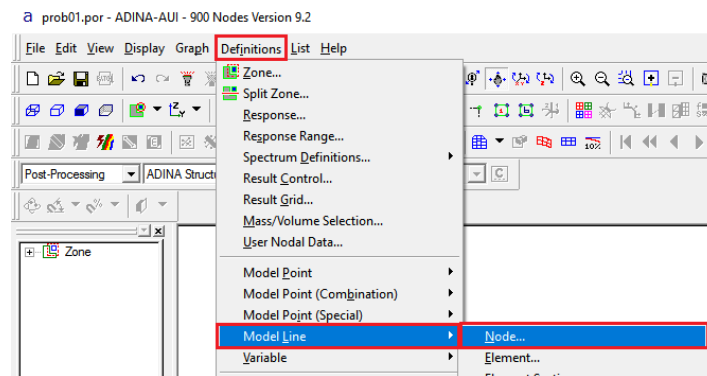 a prob01.por - ADINA-AUI - 900 Nodes Version 9.2
File Edit View Display Graph Definitions List Help
Zone...
Split Zone...
Response...
Response Range...
Spectrum Definitions...
Post-Processing ADINA Struct
Result Control...
C.
Result Grid...
Mass/Volume Selection...
User Nodal Data...
Zone
Model Point
Model Point (Combination)
Model Point (Special)
Model Line
Node...
Variable
Element...